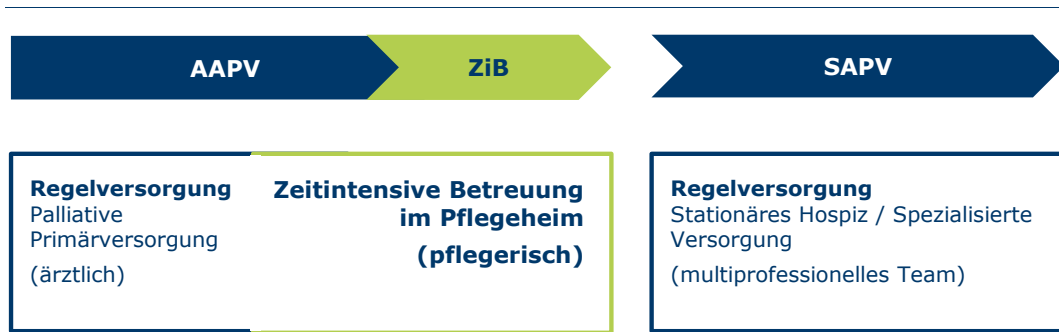 AAPV
ZiB
SAPV
Regelversorgung
Palliative
Primärversorgung
(ärztlich)
Zeitintensive Betreuung
im Pflegeheim
(pflegerisch)
Regelversorgung
Stationäres Hospiz / Spezialisierte
Versorgung
(multiprofessionelles Team)